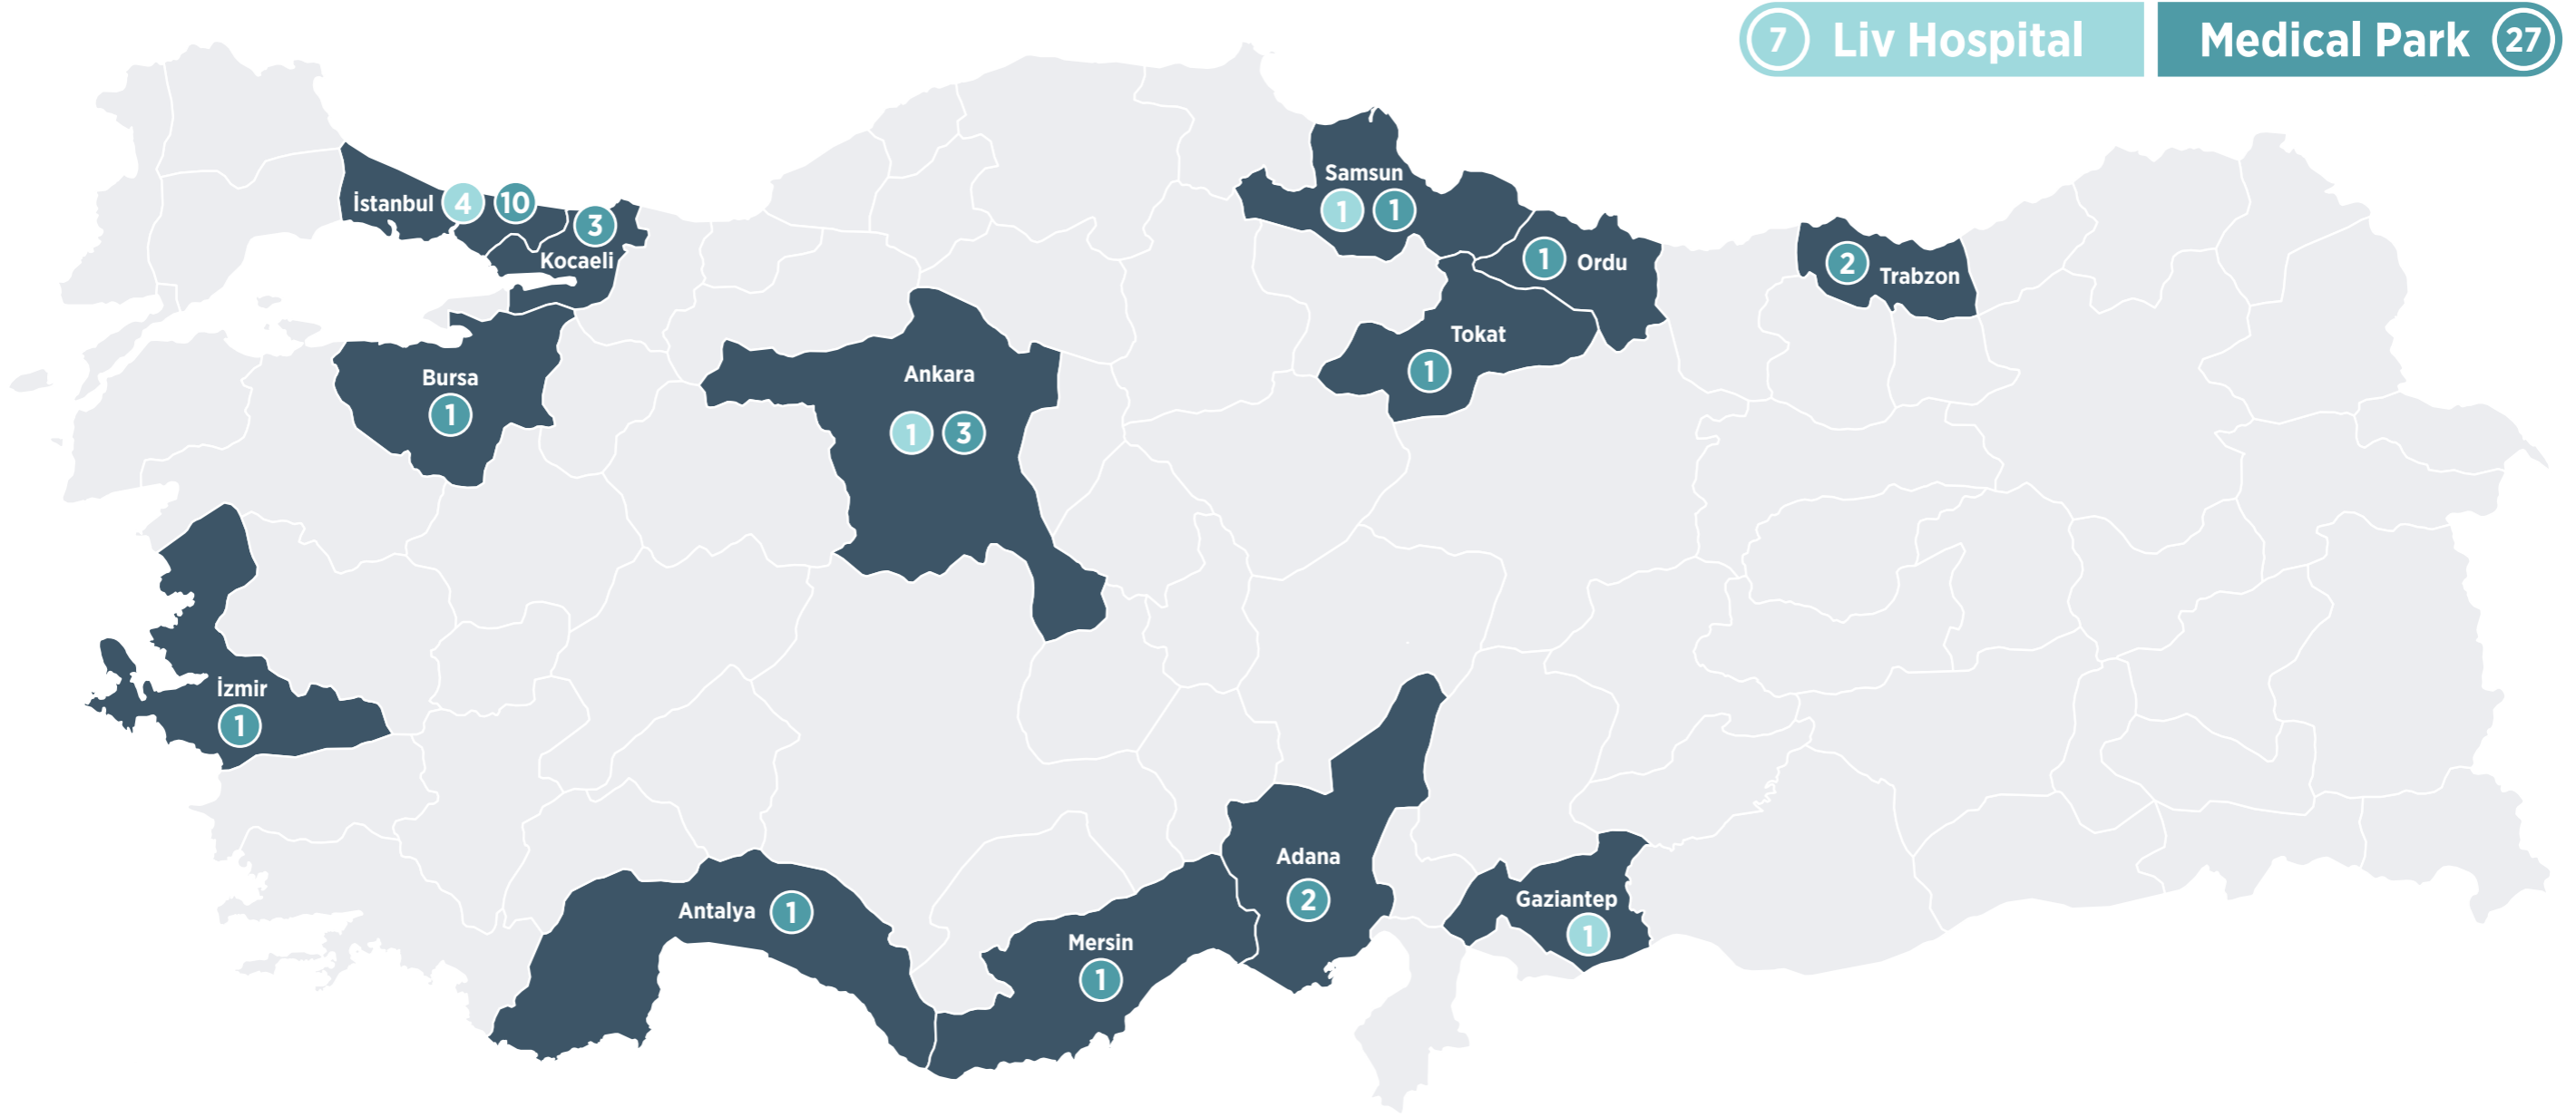 7 Liv Hospital
Medical Park 27
İstanbul 4 10
3
Kocaeli
Samsun
1 1
1 Ordu
2 Trabzon
Tokat
1
Bursa
1
Ankara
1 3
İzmir
1
Antalya 1
Mersin
1
Adana
2
Gaziantep
1